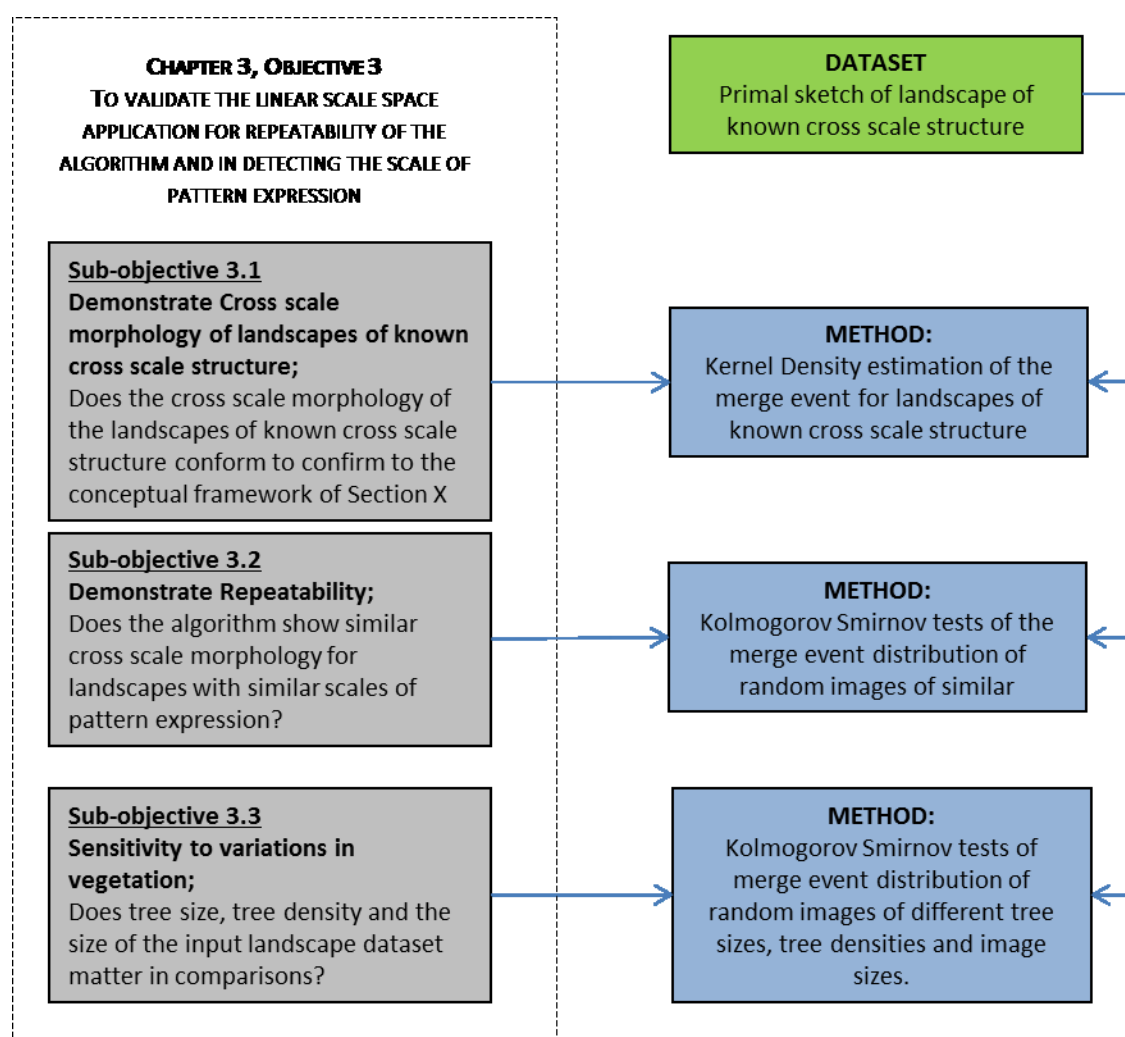 CHAPTER 3, OBJECTIVE 3
TO VALIDATE THE LINEAR SCALE SPACE
APPLICATION FOR REPEATABILITY OF THE
ALGORITHM AND IN DETECTING THE SCALE OF
PATTERN EXPRESSION
Sub-objective 3.1
Demonstrate Cross scale
morphology of landscapes of known
cross scale structure;
Does the cross scale morphology of
the landscapes of known cross scale
structure conform to confirm to the
conceptual framework of Section X
Sub-objective 3.2
Demonstrate Repeatability;
Does the algorithm show similar
cross scale morphology for
landscapes with similar scales of
pattern expression?
Sub-objective 3.3
Sensitivity to variations in
vegetation;
Does tree size, tree density and the
size of the input landscape dataset
matter in comparisons?
DATASET
Primal sketch of landscape of
known cross scale structure
METHOD:
Kernel Density estimation of the
merge event for landscapes of
known cross scale structure
METHOD:
Kolmogorov Smirnov tests of the
merge event distribution of
random images of similar
METHOD:
Kolmogorov Smirnov tests of
merge event distribution of
random images of different tree
sizes, tree densities and image
sizes.